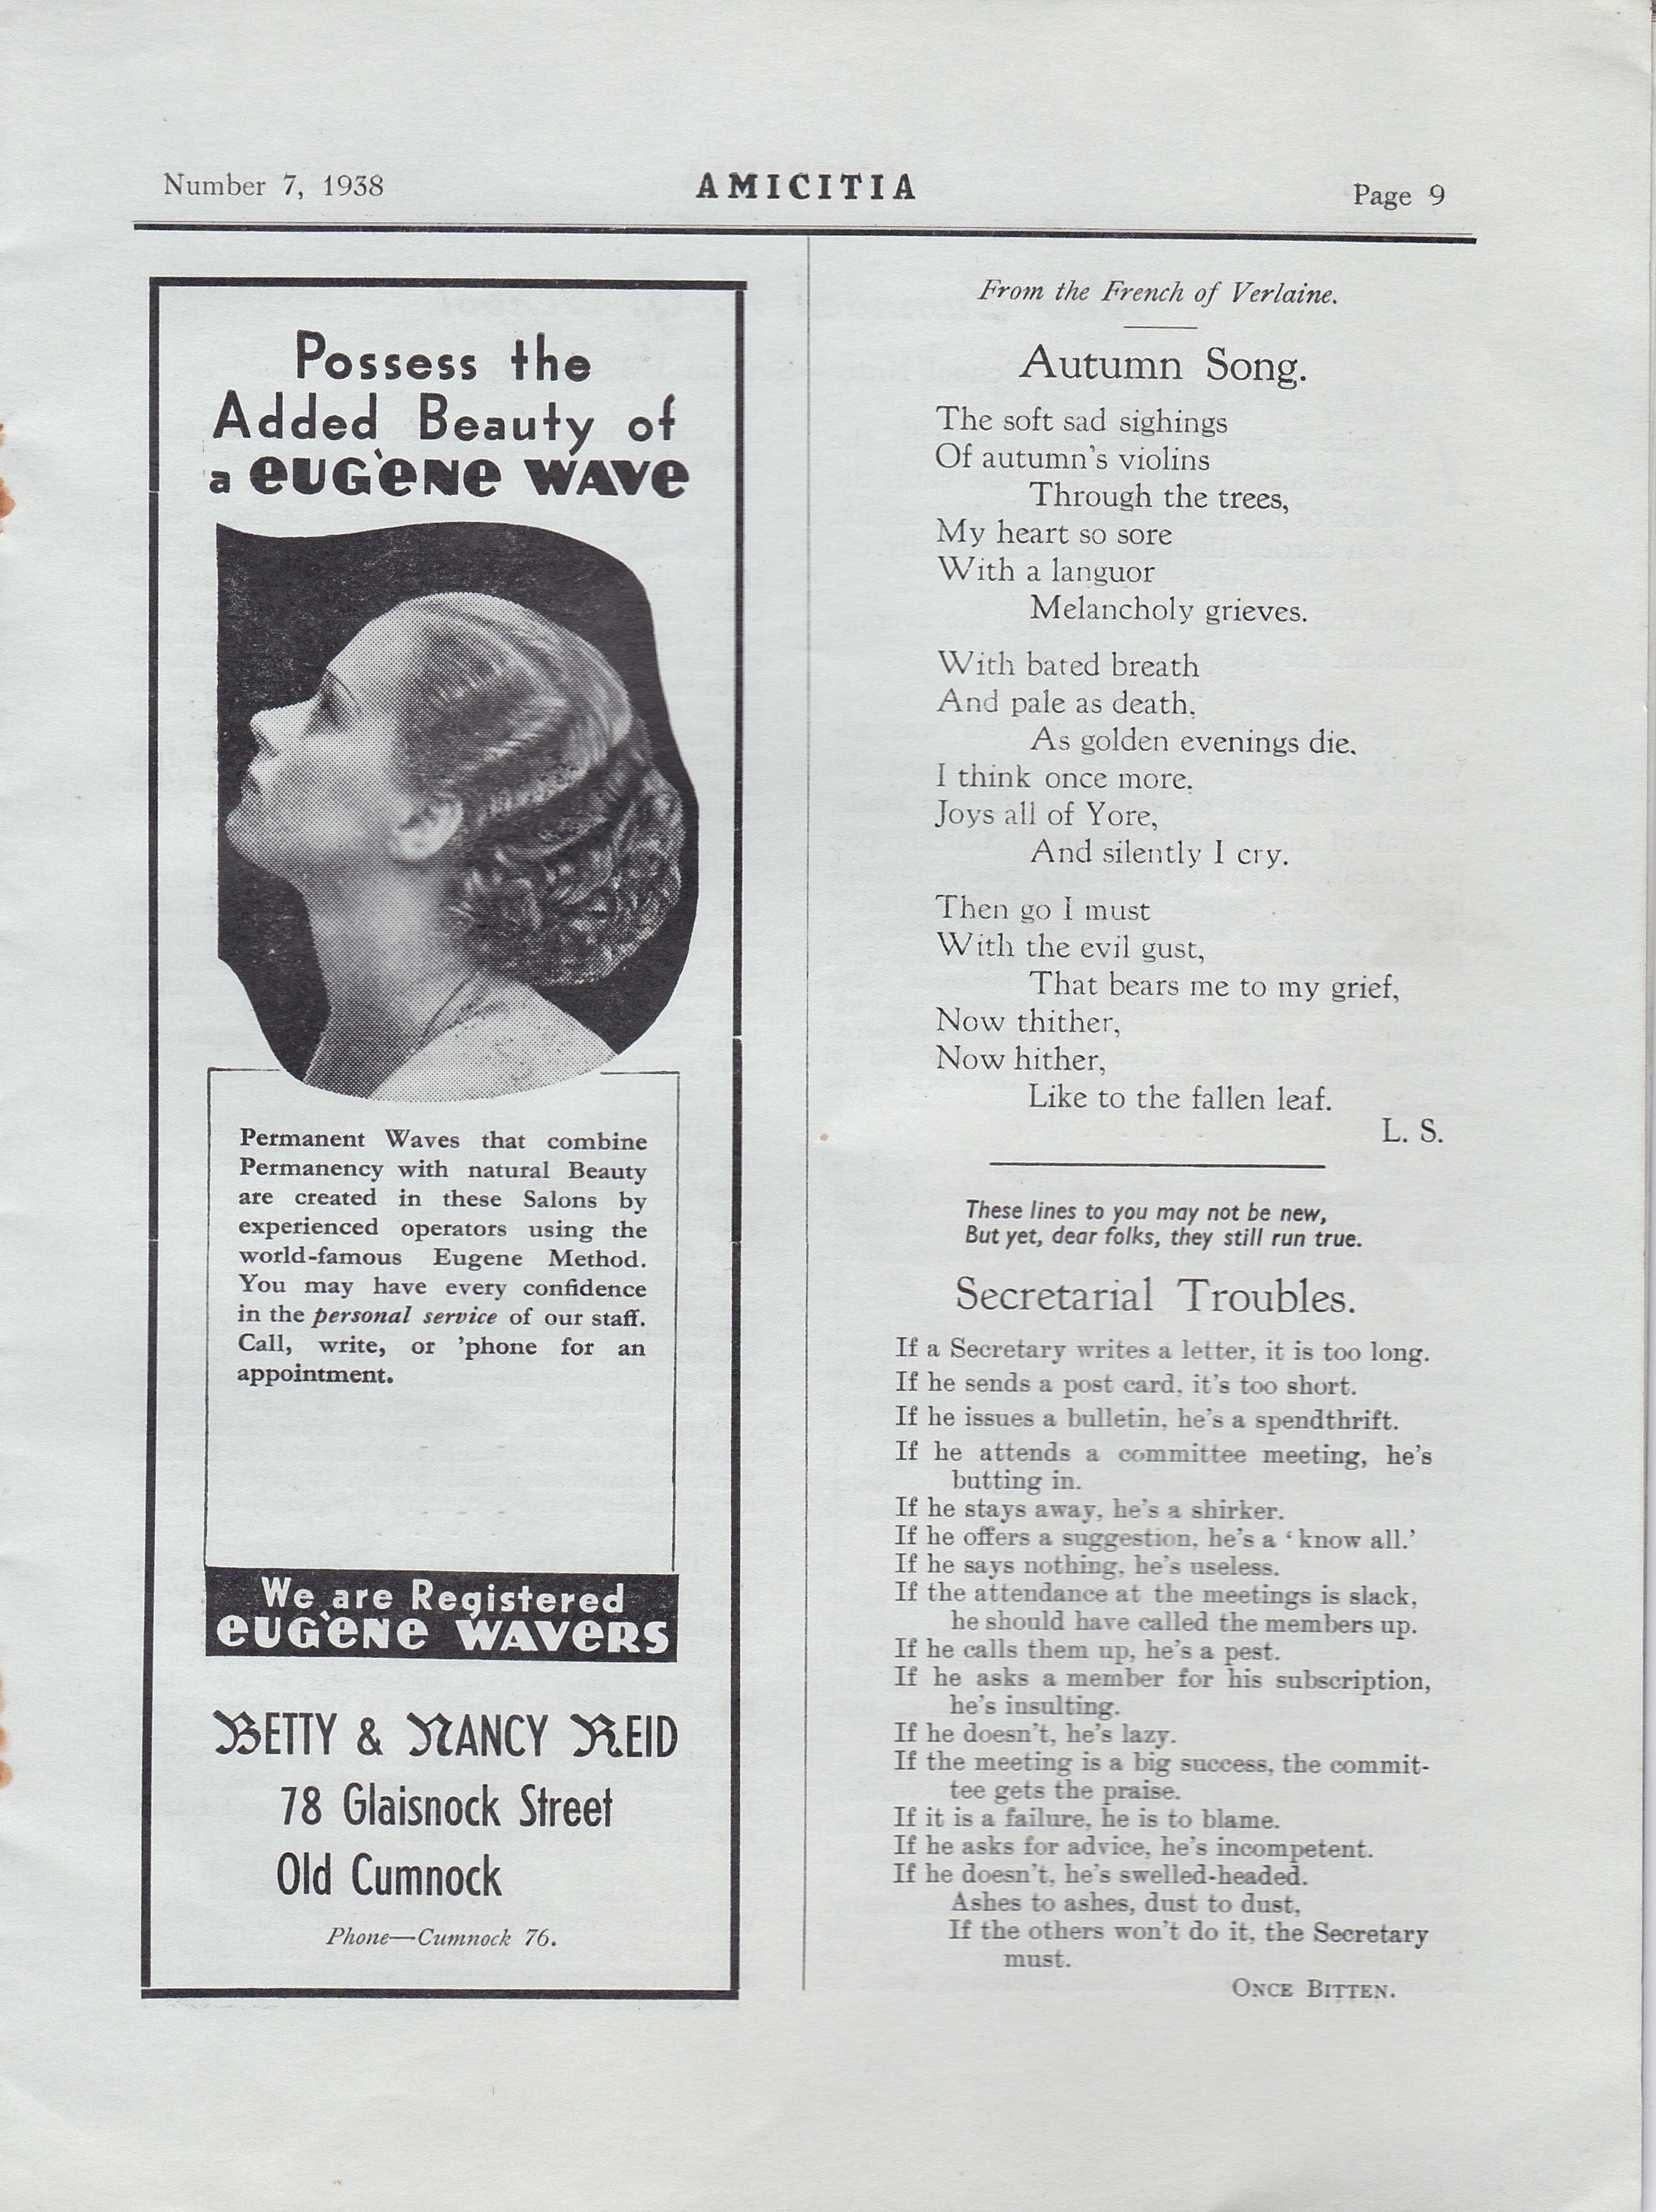 Number 7, 1938
AMICITIA
Page 9
Possess the
Added Beauty of
a eUGèNe WAVe
Permanent Waves that combine
Permanency with natural Beauty
are created in these Salons by
experienced operators using the
world-famous Eugene Method.
You may have every confidence
in the personal service of our staff.
Call, write, or 'phone for an
appointment.
We are Registered
eUGèNe WAVeRS
BETTY & NANCY REID
78 Glaisnock Street
Old Cumnock
Phone—Cumnock 76.
From the French of Verlaine.
Autumn Song.
The soft sad sighings
Of autumn's violins
Through the trees,
My heart so sore
With a languor
Melancholy grieves.
With bated breath
And pale as death,
As golden evenings die.
I think once more,
Joys all of Yore,
And silently I cry.
Then go I must
With the evil gust,
That bears me to my grief,
Now thither,
Now hither,
Like to the fallen leaf.
L. S.
These lines to you may not be new,
But yet, dear folks, they still run true.
Secretarial Troubles.
If a Secretary writes a letter, it is too long.
If he sends a post card, it's too short.
If he issues a bulletin, he's a spendthrift.
If he attends a committee meeting, he's
butting in.
If he stays away, he's a shirker.
If he offers a suggestion, he's a ‘ know all.’
If he says nothing, he's useless.
If the attendance at the meetings is slack,
he should have called the members up.
If he calls them up, he's a pest.
If he asks a member for his subscription,
he's insulting.
If he doesn't, he's lazy.
If the meeting is a big success, the commit-
tee gets the praise.
If it is a failure, he is to blame.
If he asks for advice, he's incompetent.
If he doesn't, he's swelled-headed.
Ashes to ashes, dust to dust,
If the others won't do it, the Secretary
must.
ONCE BITTEN.